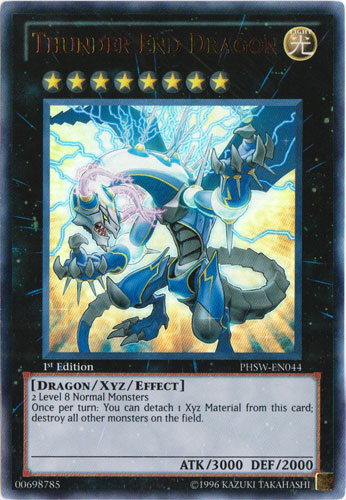 Thunder End Dragon
LIGHT
光
1st Edition
PHSW-EN044
[Dragon/Xyz/Effect]
2 Level 8 Normal Monsters
Once per turn: You can detach 1 Xyz Material from this card;
destroy all other monsters on the field.
ATK/3000 DEF/2000
00698785
©1996 KAZUKI TAKAHASHI